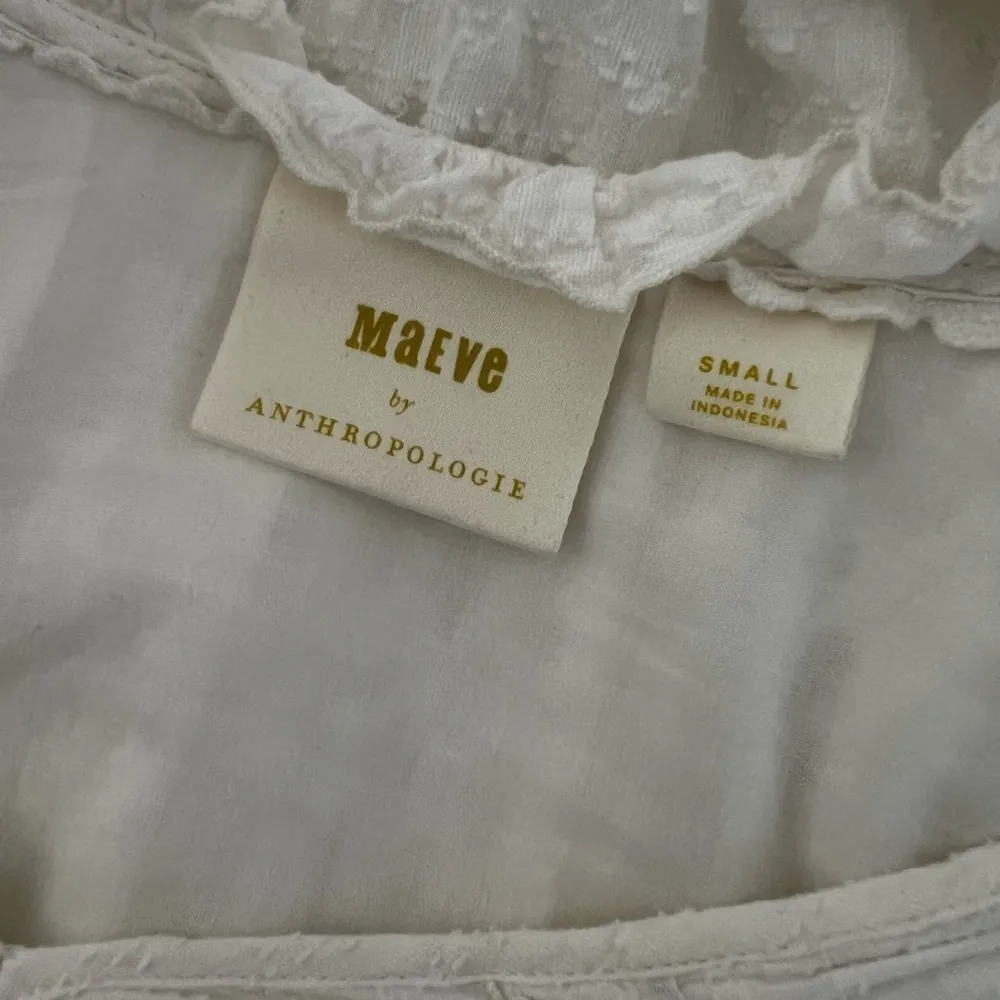 MaEve
by
ANTHROPOLOGIE
SMALL
MADE IN
INDONESIA